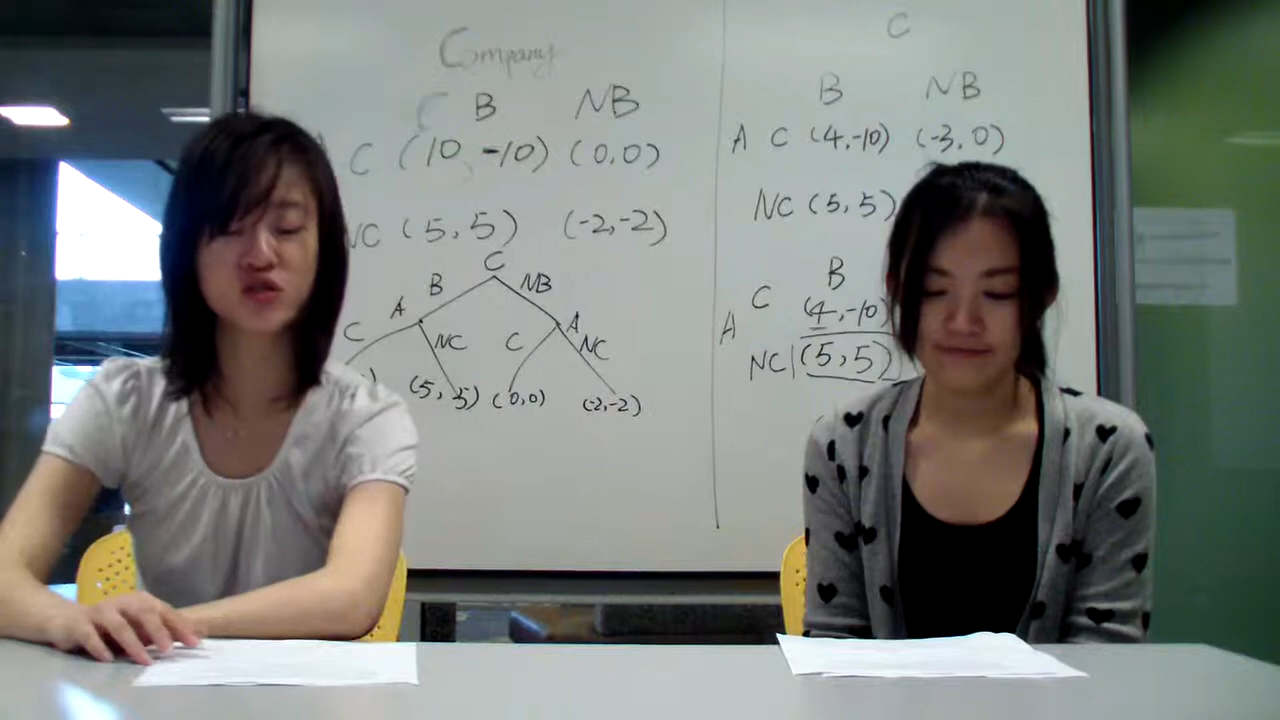 Company
B NB
C (10, -10) (0,0)
NC (5,5) (-2,-2)
C
B NB
A A
C NC C NC
(5,5) (0,0) (-2,-2)
C
B NB
A C (4,-10) (-3,0)
NC (5,5)
B
C (4,-10)
A
NC (5,5)